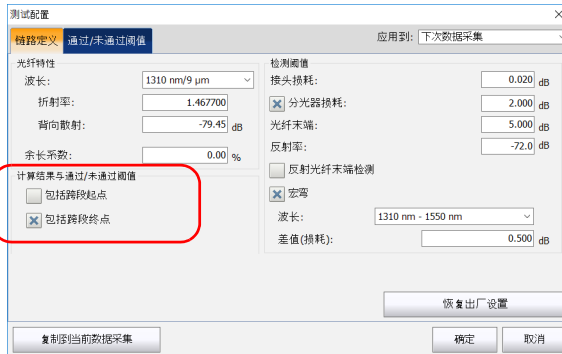 测试配置
链路定义 通过/未通过阈值
应用到: 下次数据采集
光纤特性
波长: 1310 nm/9 µm
折射率: 1.467700
背向散射: -79.45 dB
余长系数: 0.00 %
计算结果与通过/未通过阈值
包括跨段起点
包括跨段终点
检测阈值
接头损耗: 0.020 dB
分光器损耗: 2.000 dB
光纤末端: 5.000 dB
反射率: -72.0 dB
反射光纤末端检测
宏弯
波长: 1310 nm - 1550 nm
差值(损耗): 0.500 dB
恢复出厂设置
复制到当前数据采集 确定 取消